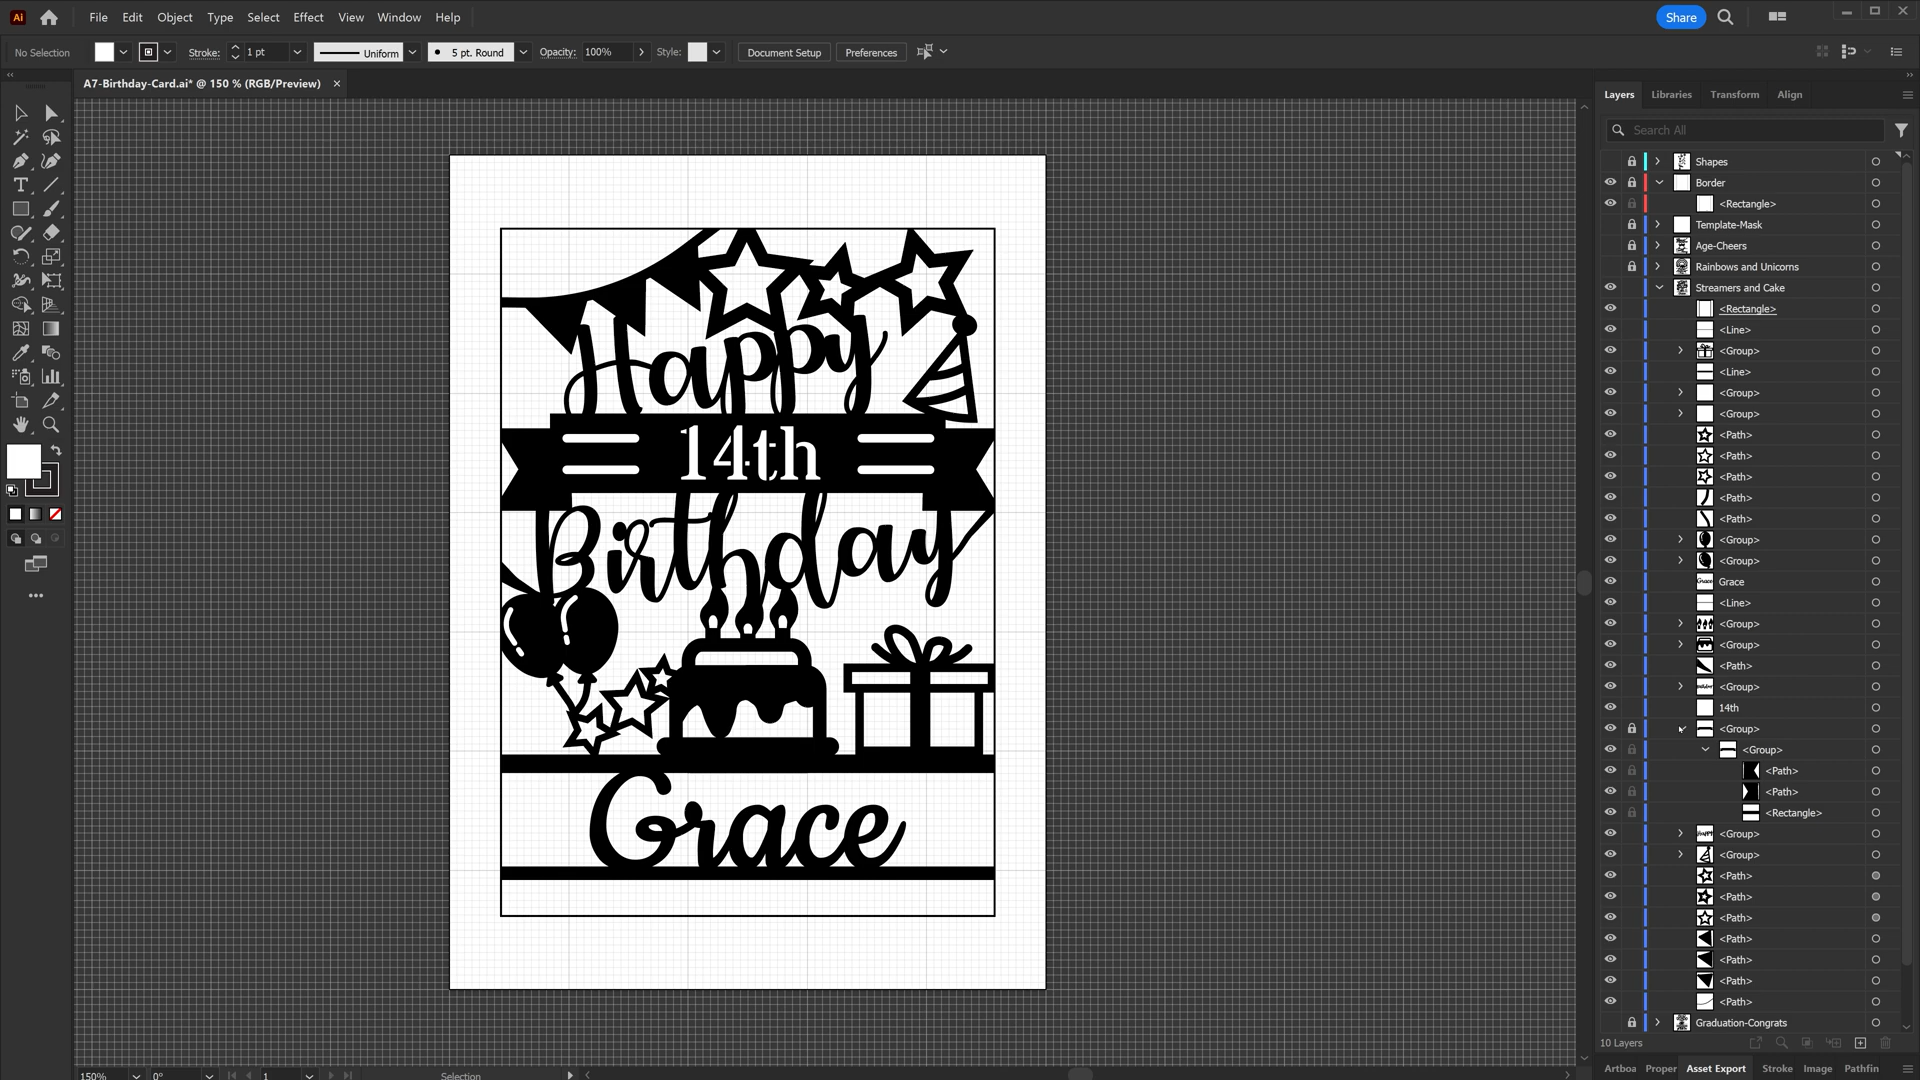 Ai File Edit Object Type Select Effect View Window Help Share
No Selection Stroke: 1 pt Uniform 5 pt. Round Opacity: 100% Style: Document Setup Preferences
A7-Birthday-Card.ai* @ 150 % (RGB/Preview)
Happy
14th
Birthday
Grace
Layers Libraries Transform Align
Search All
Shapes
Border
<Rectangle>
Template-Mask
Age-Cheers
Rainbows and Unicorns
Streamers and Cake
<Rectangle>
<Line>
<Group>
<Line>
<Group>
<Group>
<Path>
<Path>
<Path>
<Path>
<Path>
<Group>
<Group>
Grace
<Line>
<Group>
<Group>
<Path>
<Group>
14th
<Group>
<Group>
<Path>
<Path>
<Rectangle>
<Group>
<Group>
<Path>
<Path>
<Path>
<Path>
<Path>
<Path>
<Path>
Graduation-Congrats
10 Layers
Artboa Proper Asset Export Stroke Image Pathfin
150% 0° 1 Selection